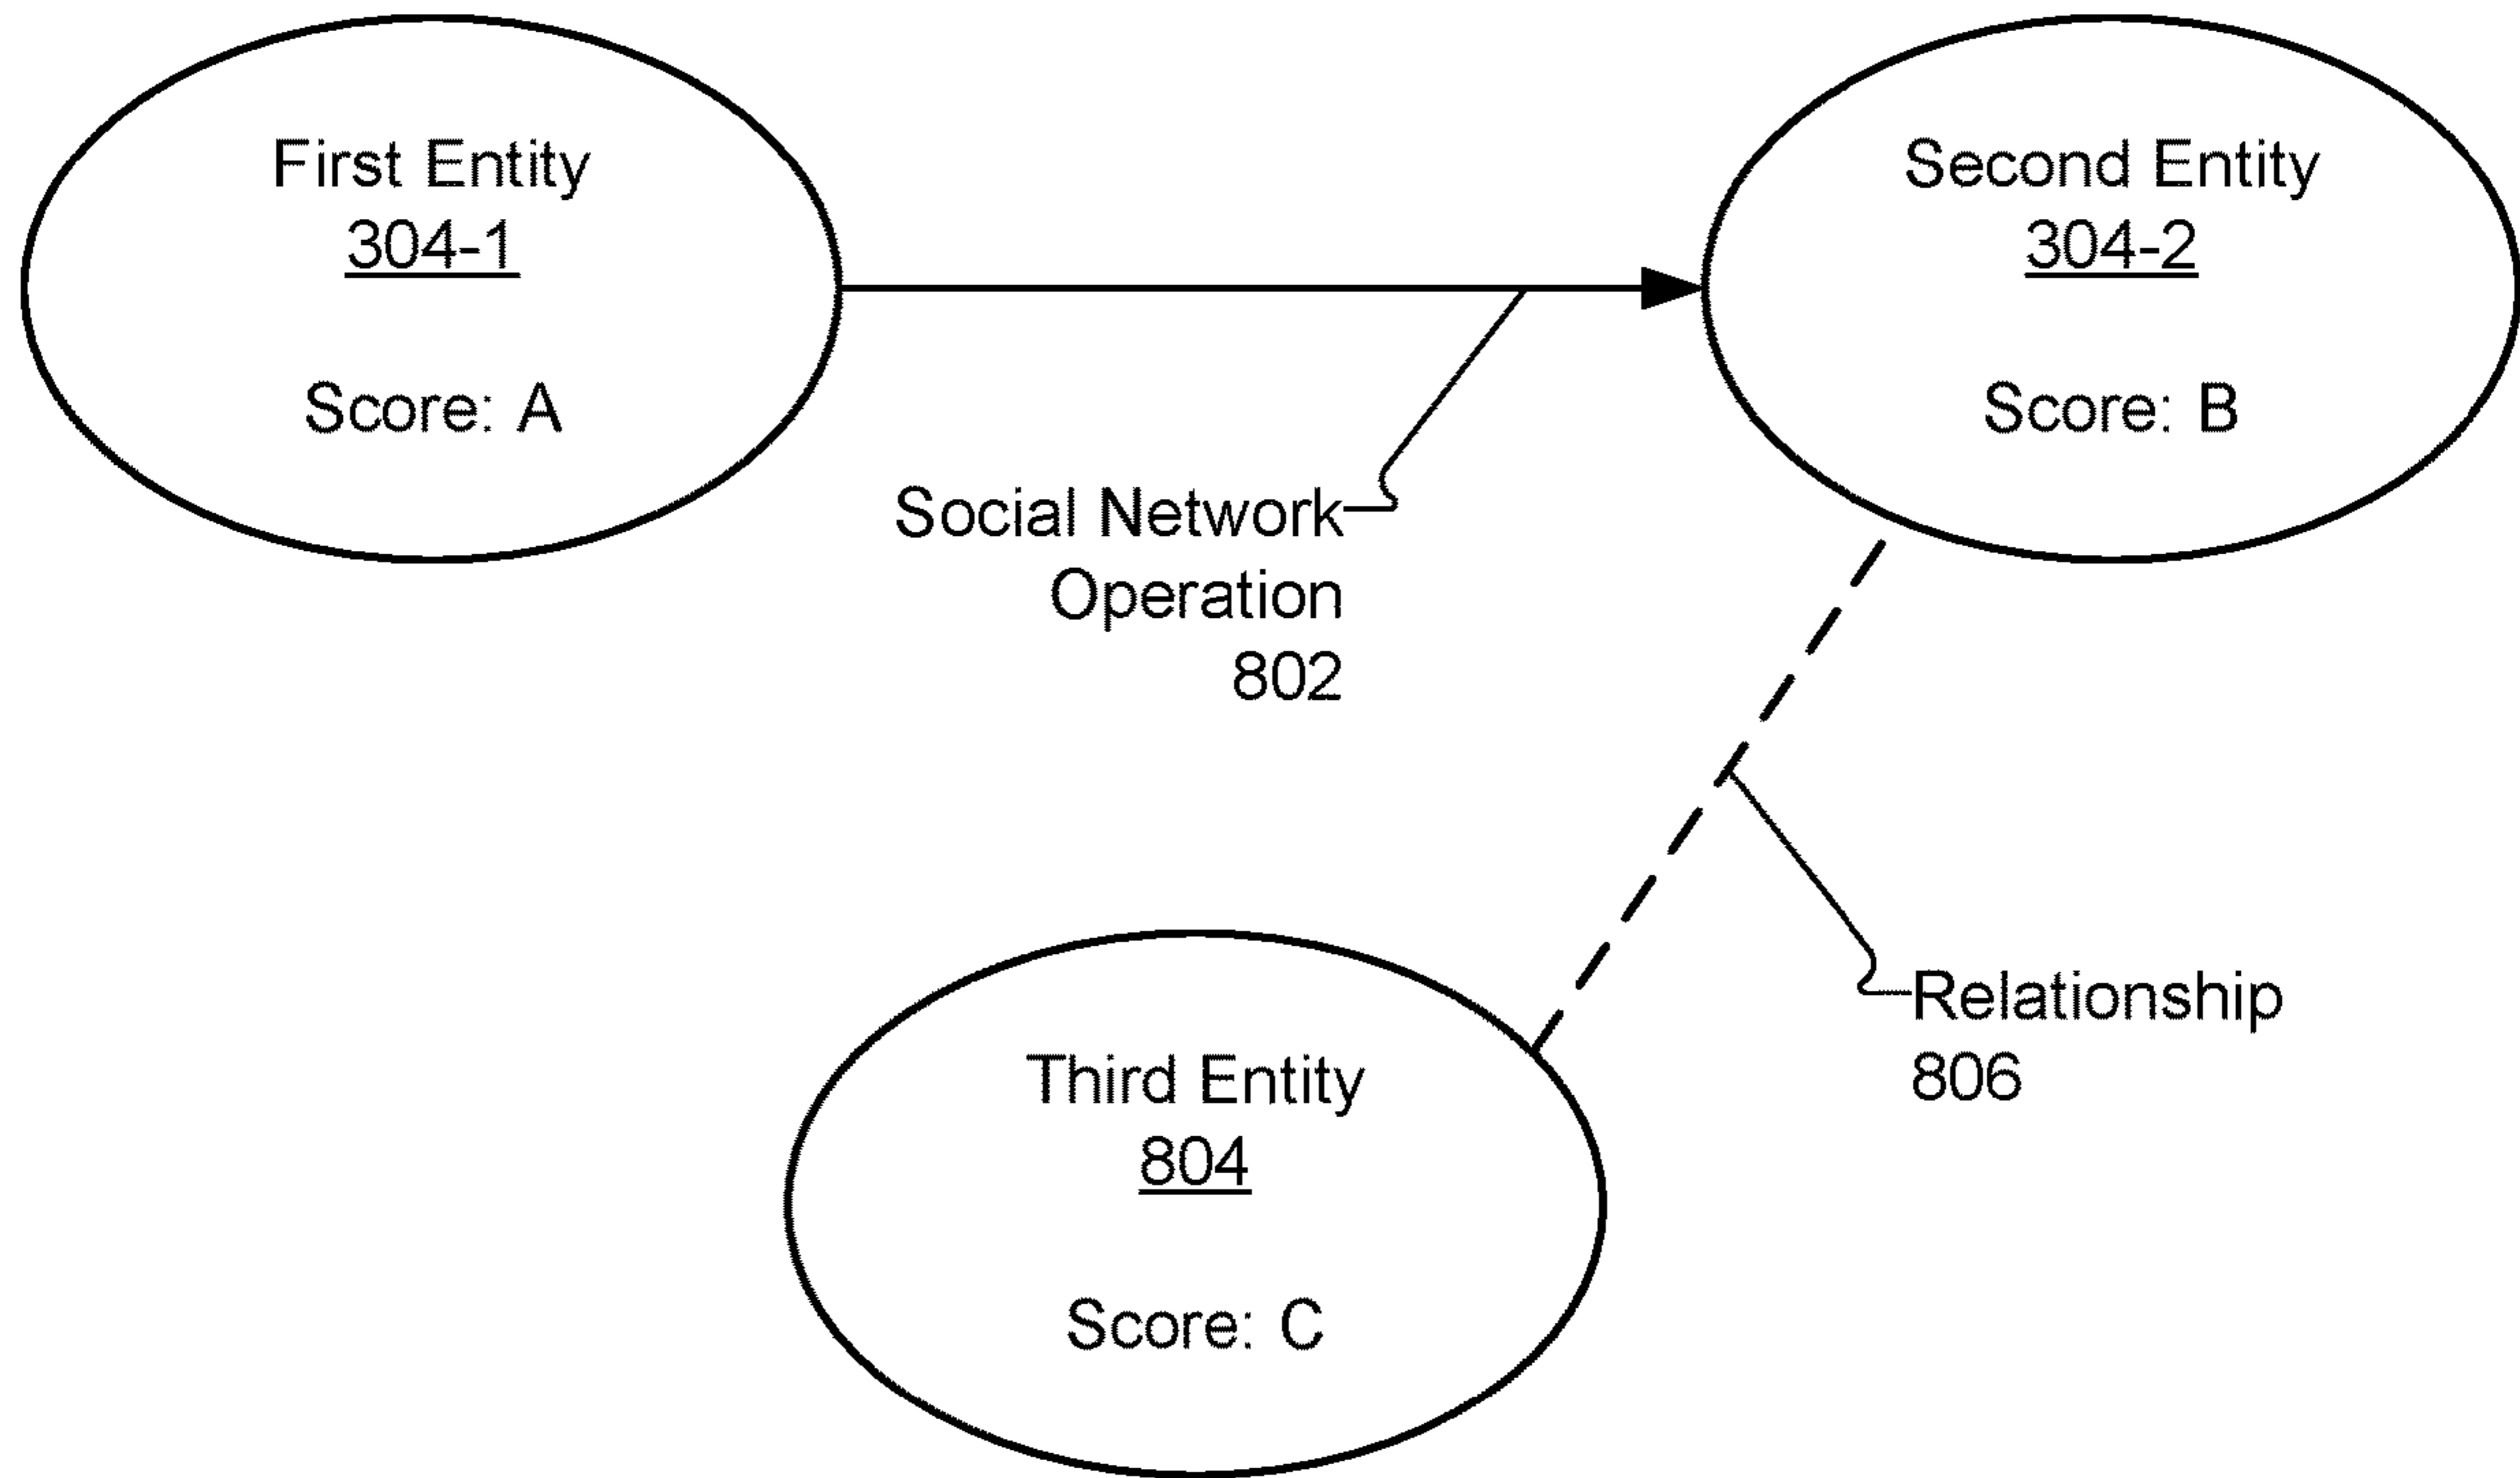 First Entity
304-1
Score: A
Second Entity
304-2
Score: B
Social Network
Operation
802
Relationship
806
Third Entity
804
Score: C